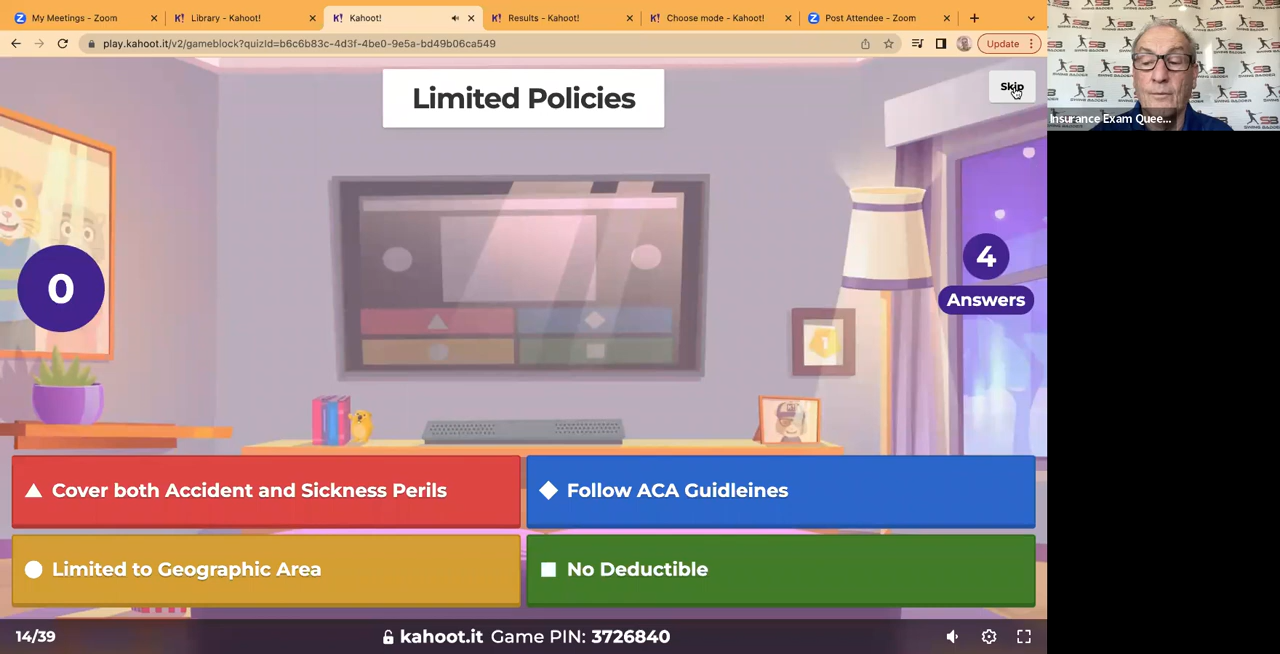 My Meetings - Zoom
Library - Kahoot!
Kahoot!
Results - Kahoot!
Choose mode - Kahoot!
Post Attendee - Zoom
play.kahoot.it/v2/gameblock?quizId=b6c6b83c-4d3f-4be0-9e5a-bd49b06ca549
Update
Limited Policies
Skip
Insurance Exam Quee...
0
4
Answers
Cover both Accident and Sickness Perils
Follow ACA Guidleines
Limited to Geographic Area
No Deductible
14/39
kahoot.it Game PIN: 3726840